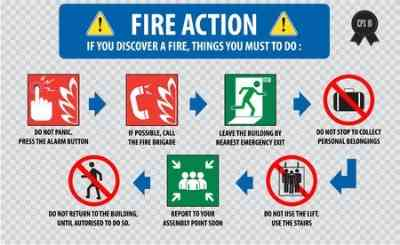 FIRE ACTION
IF YOU DISCOVER A FIRE, THINGS YOU MUST TO DO :
EPS 10
DO NOT PANIC,
PRESS THE ALARM BUTTON
IF POSSIBLE, CALL
THE FIRE BRIGADE
LEAVE THE BUILDING BY
NEAREST EMERGENCY EXIT
DO NOT STOP TO COLLECT
PERSONAL BELONGINGS
DO NOT USE THE LIFT,
USE THE STAIRS
REPORT TO YOUR
ASSEMBLY POINT SOON
DO NOT RETURN TO THE BUILDING,
UNTIL AUTHORISED TO DO SO.